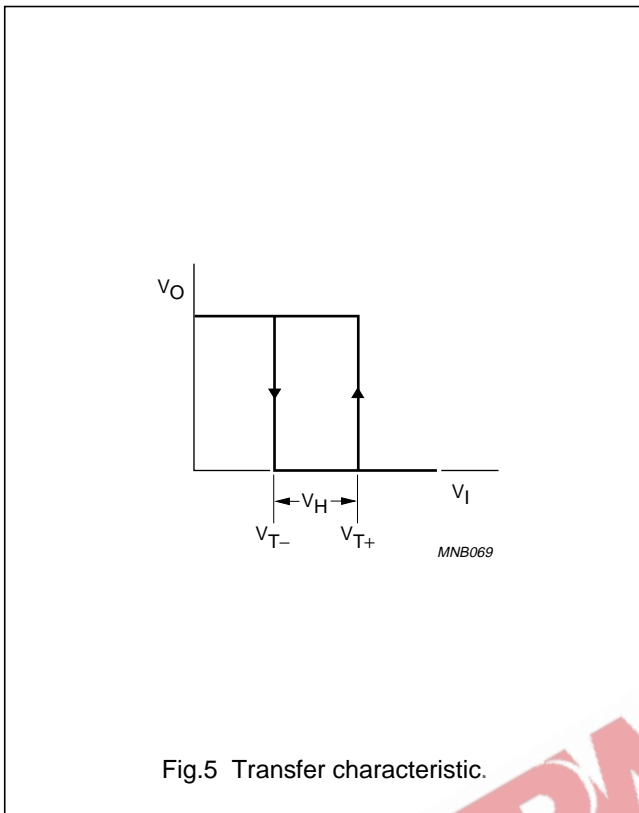 VO
VI
VH
VT− VT+
MNB069
Fig.5 Transfer characteristic.